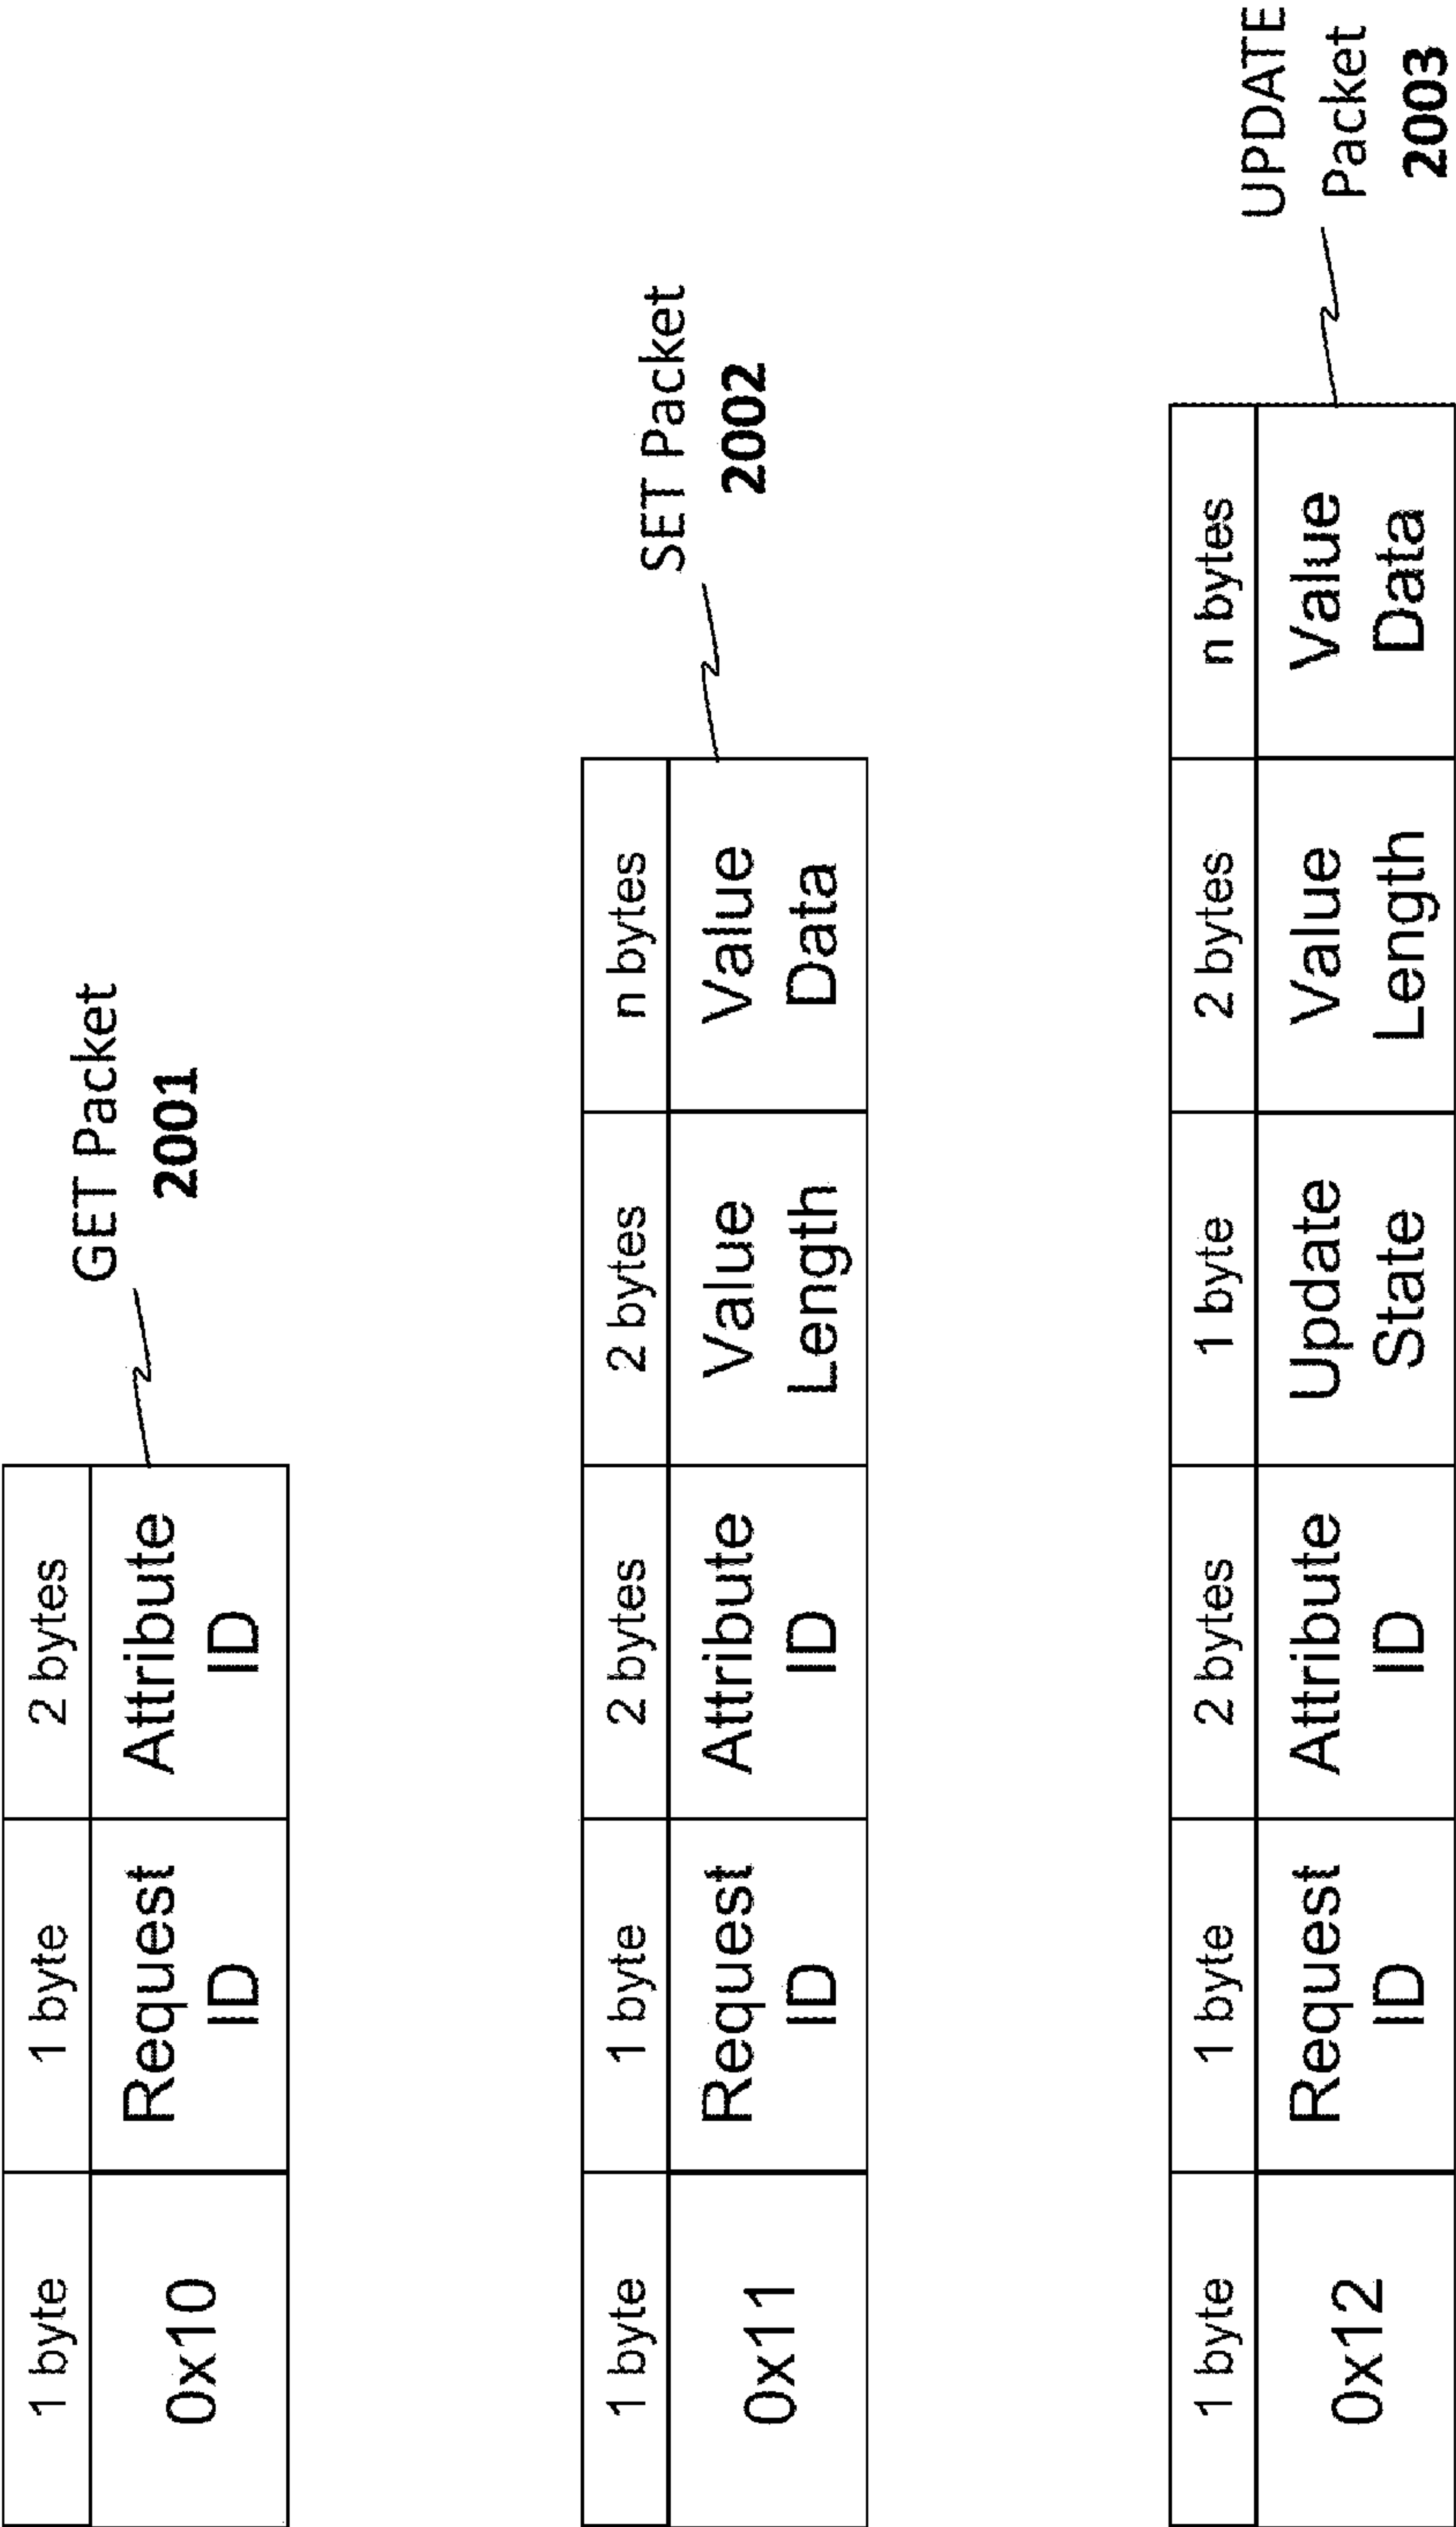 1 byte
1 byte
2 bytes
0x10
Request
ID
Attribute
ID
GET Packet
2001
1 byte
1 byte
2 bytes
2 bytes
n bytes
0x11
Request
ID
Attribute
ID
Value
Length
Value
Data
SET Packet
2002
1 byte
1 byte
2 bytes
1 byte
2 bytes
n bytes
0x12
Request
ID
Attribute
ID
Update
State
Value
Length
Value
Data
UPDATE
Packet
2003